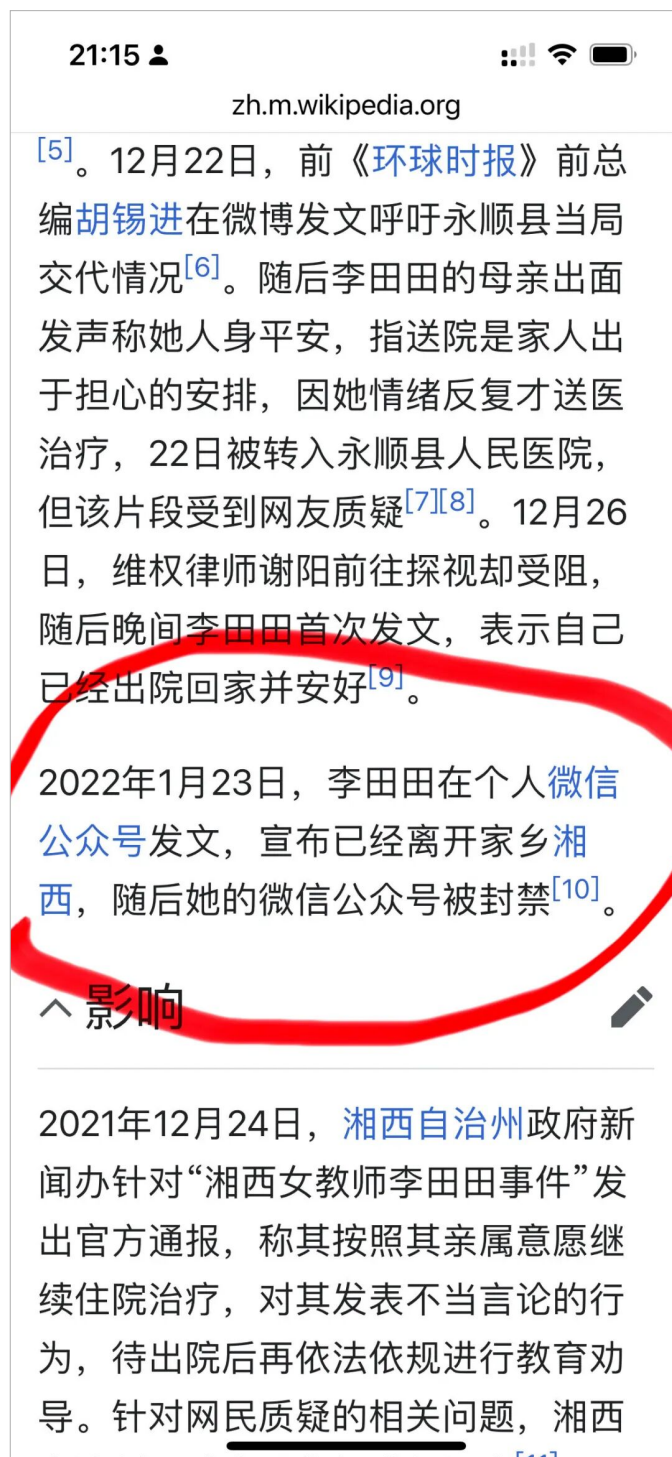 21:15
zh.m.wikipedia.org
[5]。12月22日，前《环球时报》前总
编胡锡进在微博发文呼吁永顺县当局
交代情况[6]。随后李田田的母亲出面
发声称她人身平安，指送院是家人出
于担心的安排，因她情绪反复才送医
治疗，22日被转入永顺县人民医院，
但该片段受到网友质疑[7][8]。12月26
日，维权律师谢阳前往探视却受阻，
随后晚间李田田首次发文，表示自己
已经出院回家并安好[9]。
2022年1月23日，李田田在个人微信
公众号发文，宣布已经离开家乡湘
西，随后她的微信公众号被封禁[10]。
影响
2021年12月24日，湘西自治州政府新
闻办针对“湘西女教师李田田事件”发
出官方通报，称其按照其亲属意愿继
续住院治疗，对其发表不当言论的行
为，待出院后再依法依规进行教育劝
导。针对网民质疑的相关问题，湘西
[11]